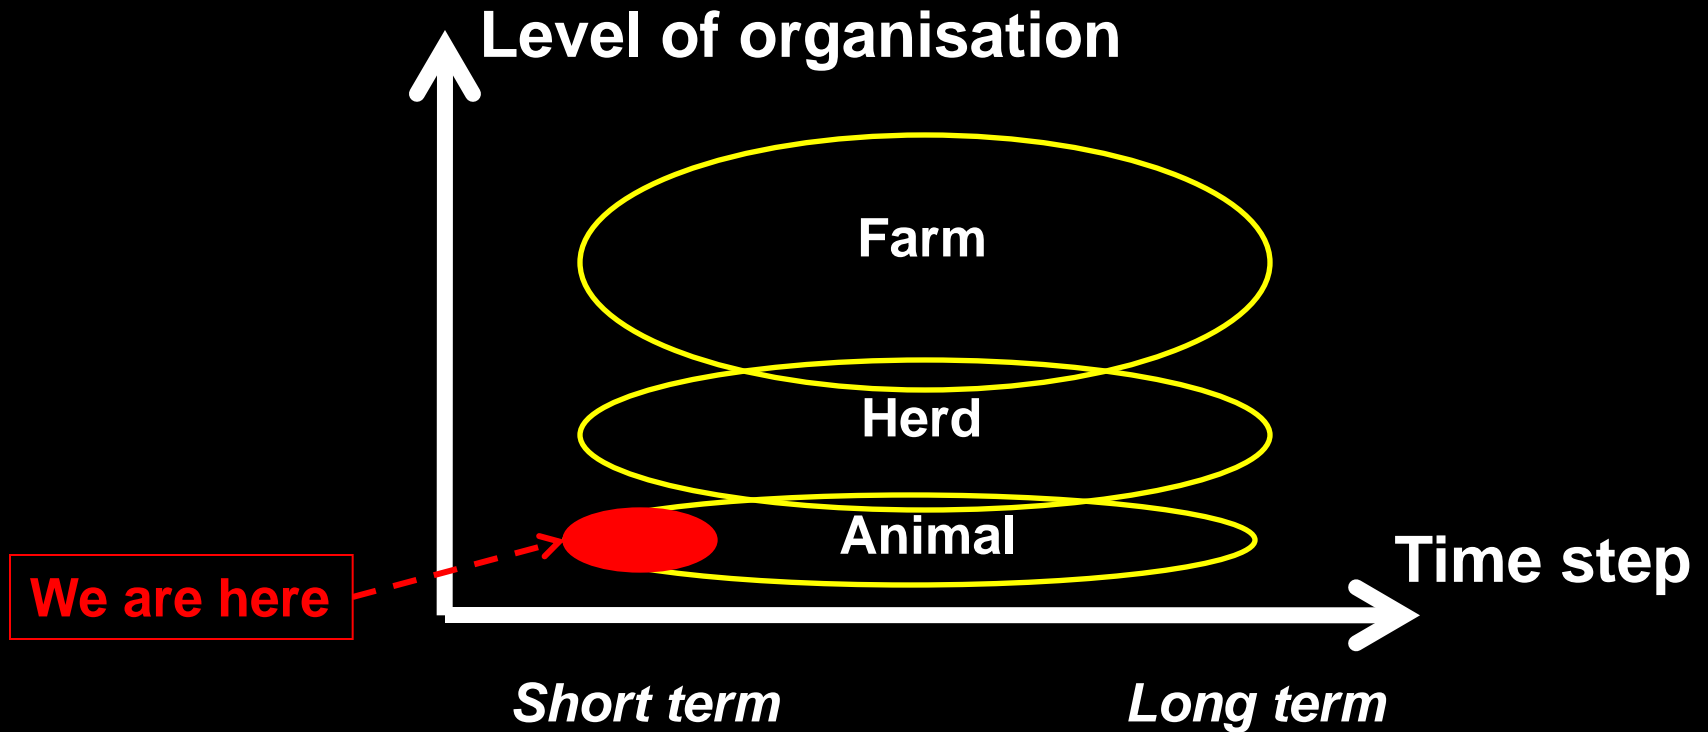 Level of organisation
Farm
Herd
Animal
Time step
We are here
Short term
Long term